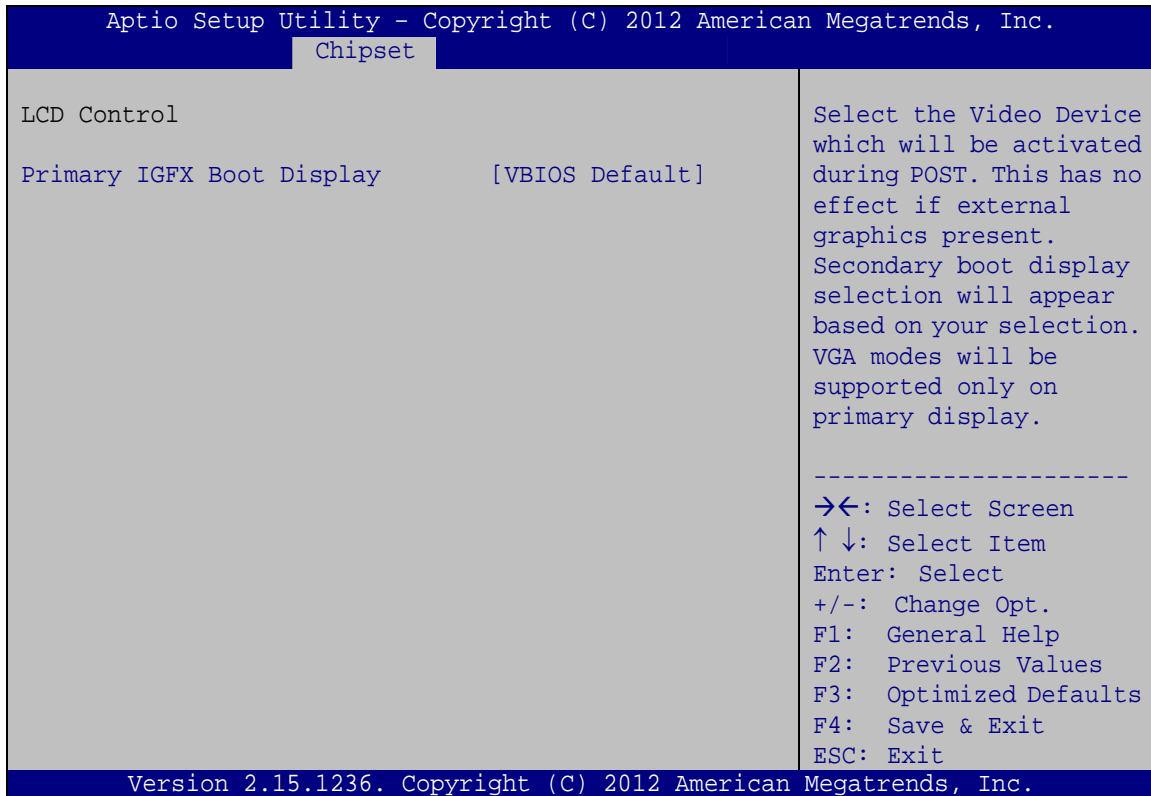 Aptio Setup Utility – Copyright (C) 2012 American Megatrends, Inc.
Chipset
LCD Control
Primary IGFX Boot Display [VBIOS Default]
Select the Video Device
which will be activated
during POST. This has no
effect if external
graphics present.
Secondary boot display
selection will appear
based on your selection.
VGA modes will be
supported only on
primary display.
----------------------
→←: Select Screen
↑ ↓: Select Item
Enter: Select
+/-: Change Opt.
F1: General Help
F2: Previous Values
F3: Optimized Defaults
F4: Save & Exit
ESC: Exit
Version 2.15.1236. Copyright (C) 2012 American Megatrends, Inc.